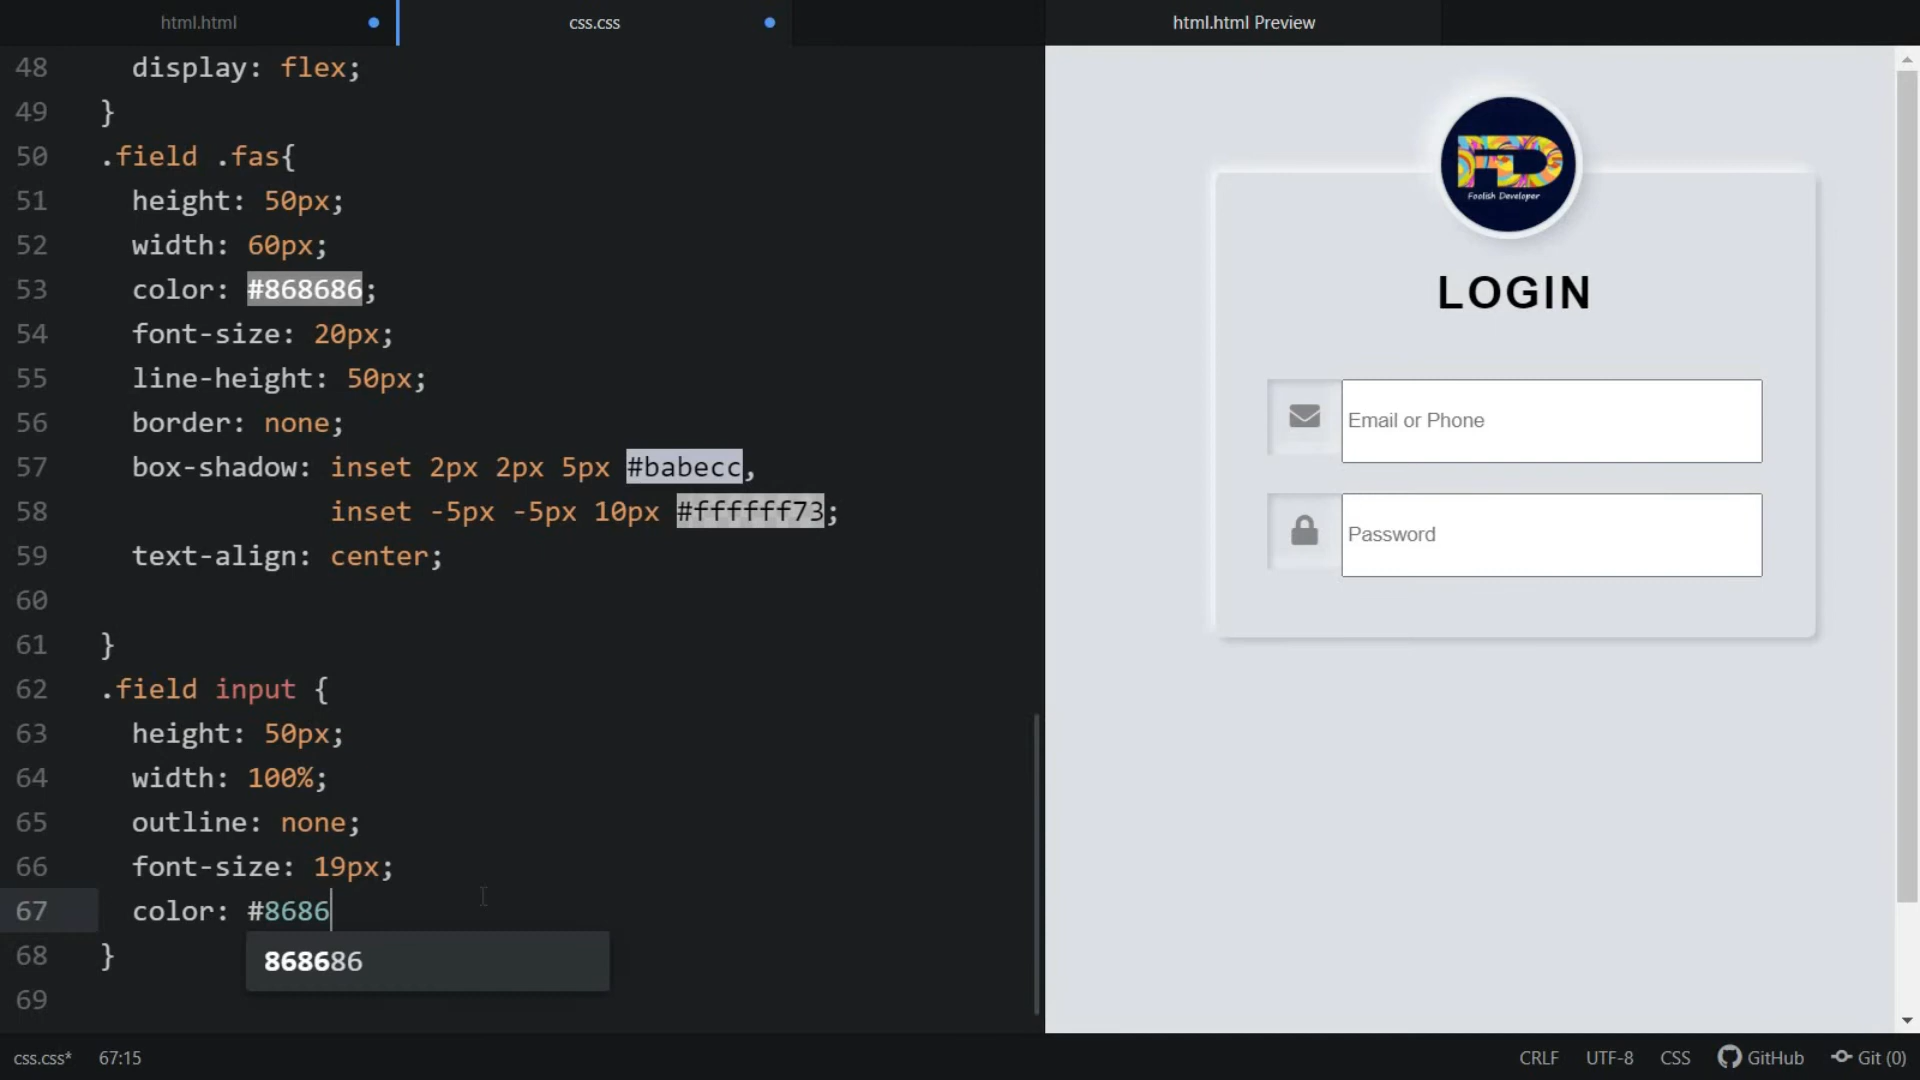 html.html
css.css
html.html Preview
48 display: flex;
49 }
50 .field .fas{
51 height: 50px;
52 width: 60px;
53 color: #868686;
54 font-size: 20px;
55 line-height: 50px;
56 border: none;
57 box-shadow: inset 2px 2px 5px #babecc,
58 inset -5px -5px 10px #ffffff73;
59 text-align: center;
60
61 }
62 .field input {
63 height: 50px;
64 width: 100%;
65 outline: none;
66 font-size: 19px;
67 color: #8686
868686
68 }
69
FD
Foolish Developer
LOGIN
Email or Phone
Password
css.css* 67:15
CRLF UTF-8 CSS GitHub Git (0)